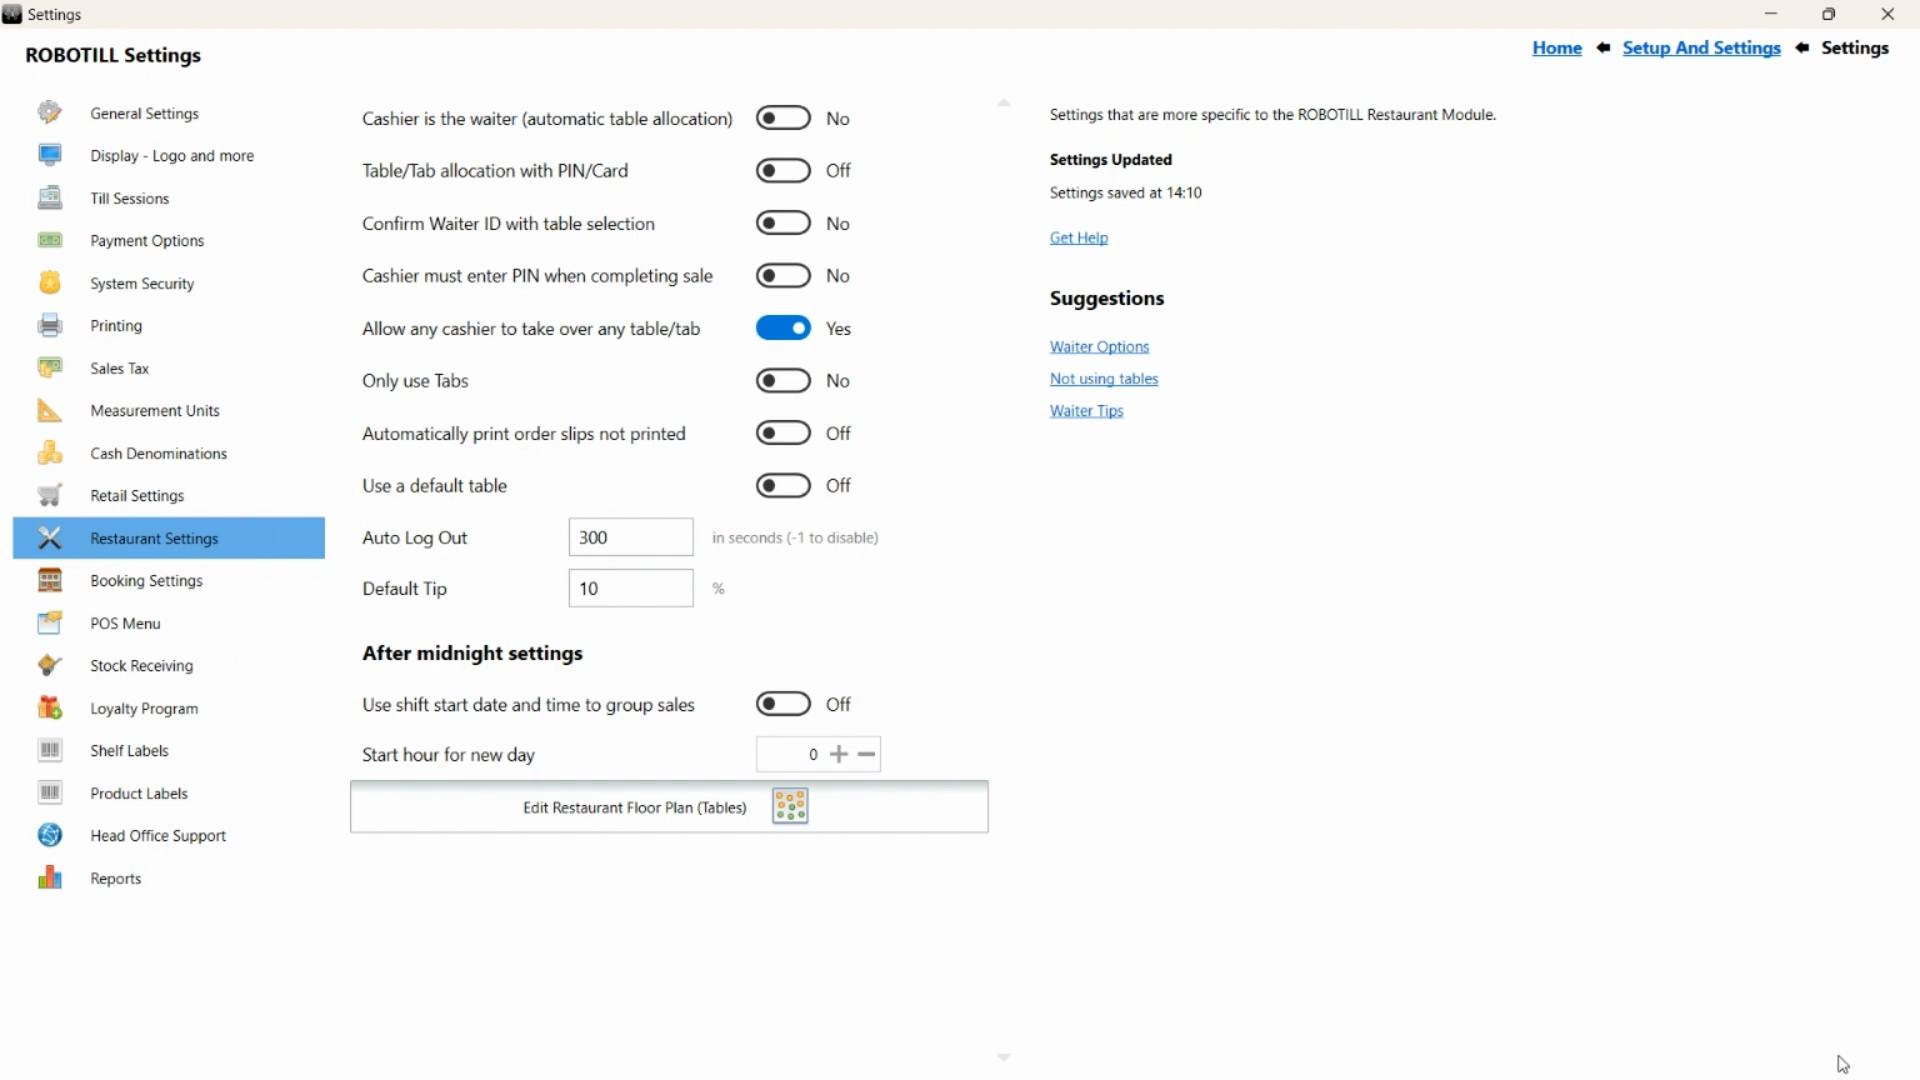 Settings
ROBOTILL Settings
Home Setup And Settings Settings
General Settings
Display - Logo and more
Till Sessions
Payment Options
System Security
Printing
Sales Tax
Measurement Units
Cash Denominations
Retail Settings
Restaurant Settings
Booking Settings
POS Menu
Stock Receiving
Loyalty Program
Shelf Labels
Product Labels
Head Office Support
Reports
Cashier is the waiter (automatic table allocation) No
Table/Tab allocation with PIN/Card Off
Confirm Waiter ID with table selection No
Cashier must enter PIN when completing sale No
Allow any cashier to take over any table/tab Yes
Only use Tabs No
Automatically print order slips not printed Off
Use a default table Off
Auto Log Out 300 in seconds (-1 to disable)
Default Tip 10 %
After midnight settings
Use shift start date and time to group sales Off
Start hour for new day 0
Edit Restaurant Floor Plan (Tables)
Settings that are more specific to the ROBOTILL Restaurant Module.
Settings Updated
Settings saved at 14:10
Get Help
Suggestions
Waiter Options
Not using tables
Waiter Tips